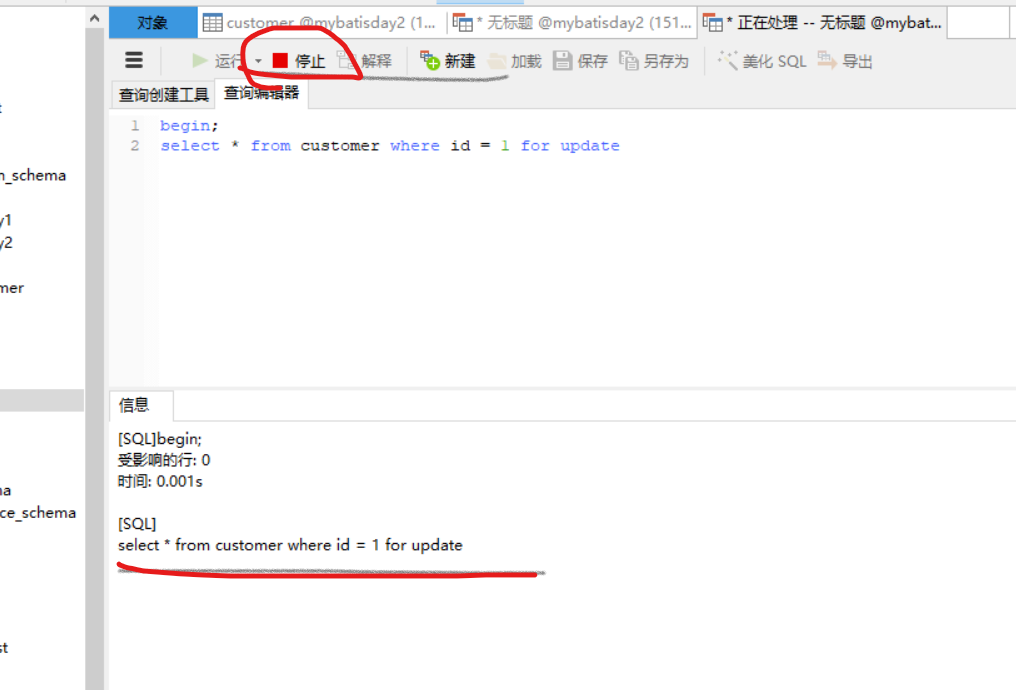 对象
customer @mybatisday2 (1...
* 无标题 @mybatisday2 (151...
* 正在处理 -- 无标题 @mybat...
运行
停止
解释
新建
加载
保存
另存为
美化 SQL
导出
查询创建工具
查询编辑器
1 begin;
2 select * from customer where id = 1 for update
n_schema
y1
y2
mer
信息
[SQL]begin;
受影响的行: 0
时间: 0.001s
[SQL]
select * from customer where id = 1 for update
na
ce_schema
st